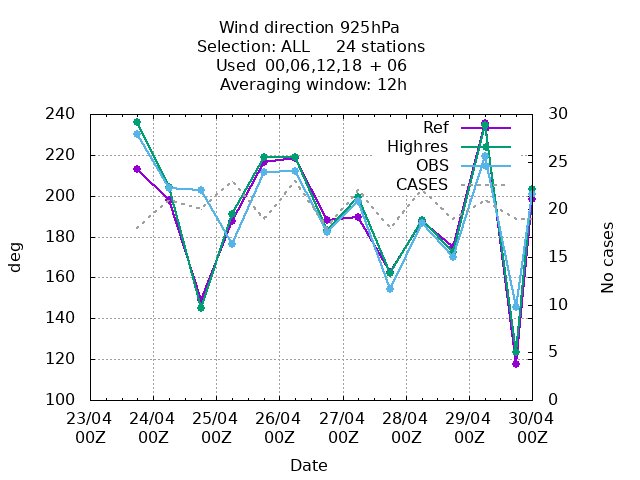 Wind direction 925hPa
Selection: ALL 24 stations
Used 00,06,12,18 + 06
Averaging window: 12h
240 30
Ref
Highres
OBS
CASES
220 25
200 20
180 15
160 10
140 5
120 0
100
deg
No cases
23/04 24/04 25/04 26/04 27/04 28/04 29/04 30/04
00Z 00Z 00Z 00Z 00Z 00Z 00Z 00Z
Date